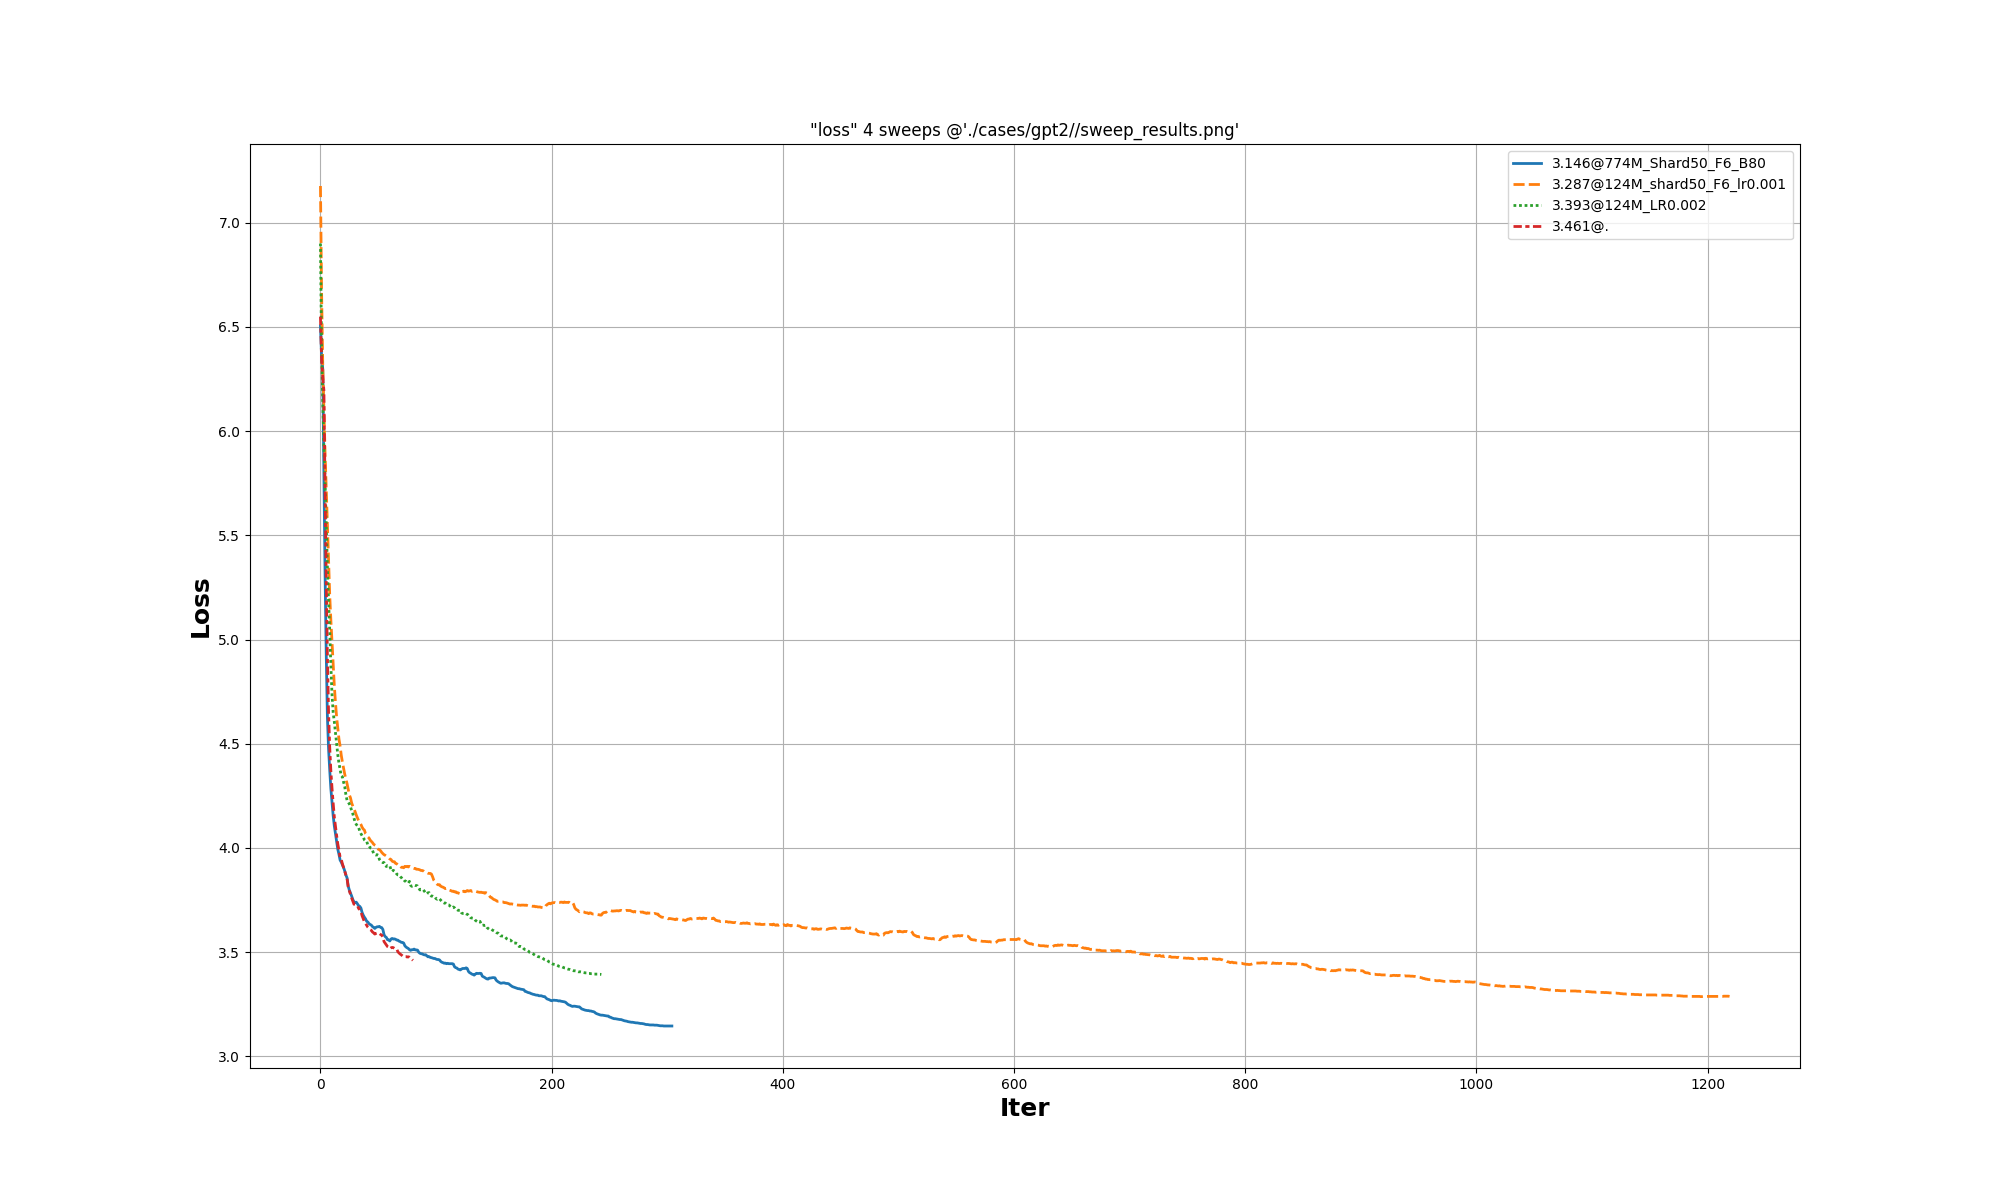 "loss" 4 sweeps @'./cases/gpt2//sweep_results.png'
3.146@774M_Shard50_F6_B80
3.287@124M_shard50_F6_lr0.001
3.393@124M_LR0.002
3.461@.
7.0
6.5
6.0
5.5
5.0
4.5
4.0
3.5
3.0
Loss
0 200 400 600 800 1000 1200
Iter